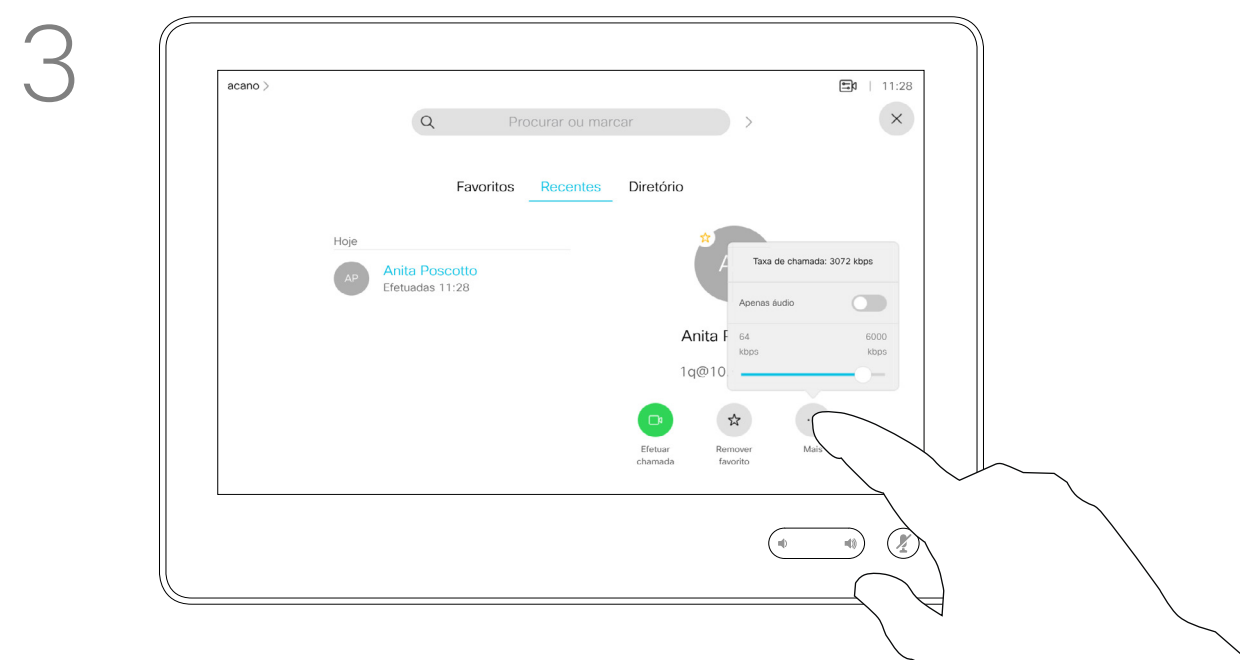 3
acano >
11:28
Procurar ou marcar >
Favoritos Recentes Diretório
Hoje
AP
Anita Poscotto
Efetuadas 11:28
Taxa de chamada: 3072 kbps
Apenas áudio
64 6000
kbps kbps
Anita
1q@10
Efetuar
chamada
Remover
favorito
Mais